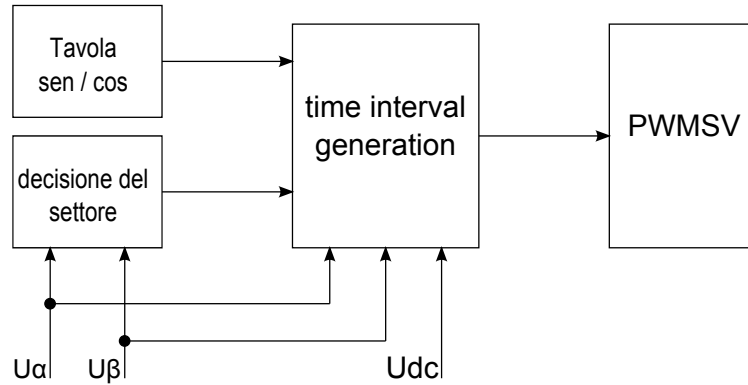 Tavola
sen / cos
time interval
generation
PWMSV
decisione del
settore
Uα
Uβ
Udc